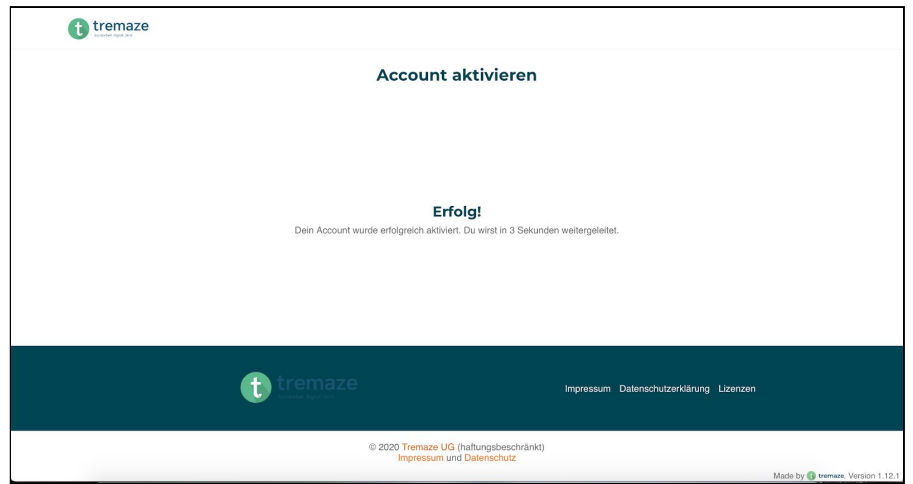 tremaze
Account aktivieren
Erfolg!
Dein Account wurde erfolgreich aktiviert. Du wirst in 3 Sekunden weitergeleitet.
tremaze
Impressum Datenschutzerklärung Lizenzen
© 2020 Tremaze UG (haftungsbeschränkt)
Impressum und Datenschutz
Made by tremaze, Version 1.12.1